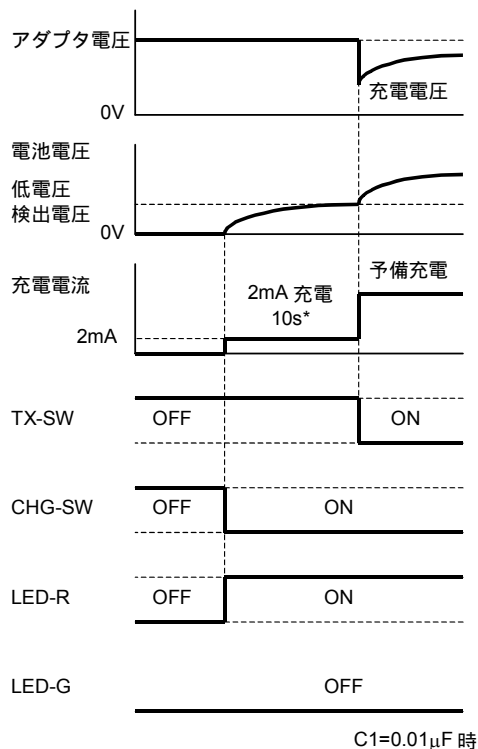 アダプタ電圧
充電電圧
0V
電池電圧
低電圧
検出電圧
0V
予備充電
充電電流
2mA 充電
10s*
2mA
TX-SW OFF ON
CHG-SW OFF ON
LED-R OFF ON
LED-G OFF
C1=0.01μF 時